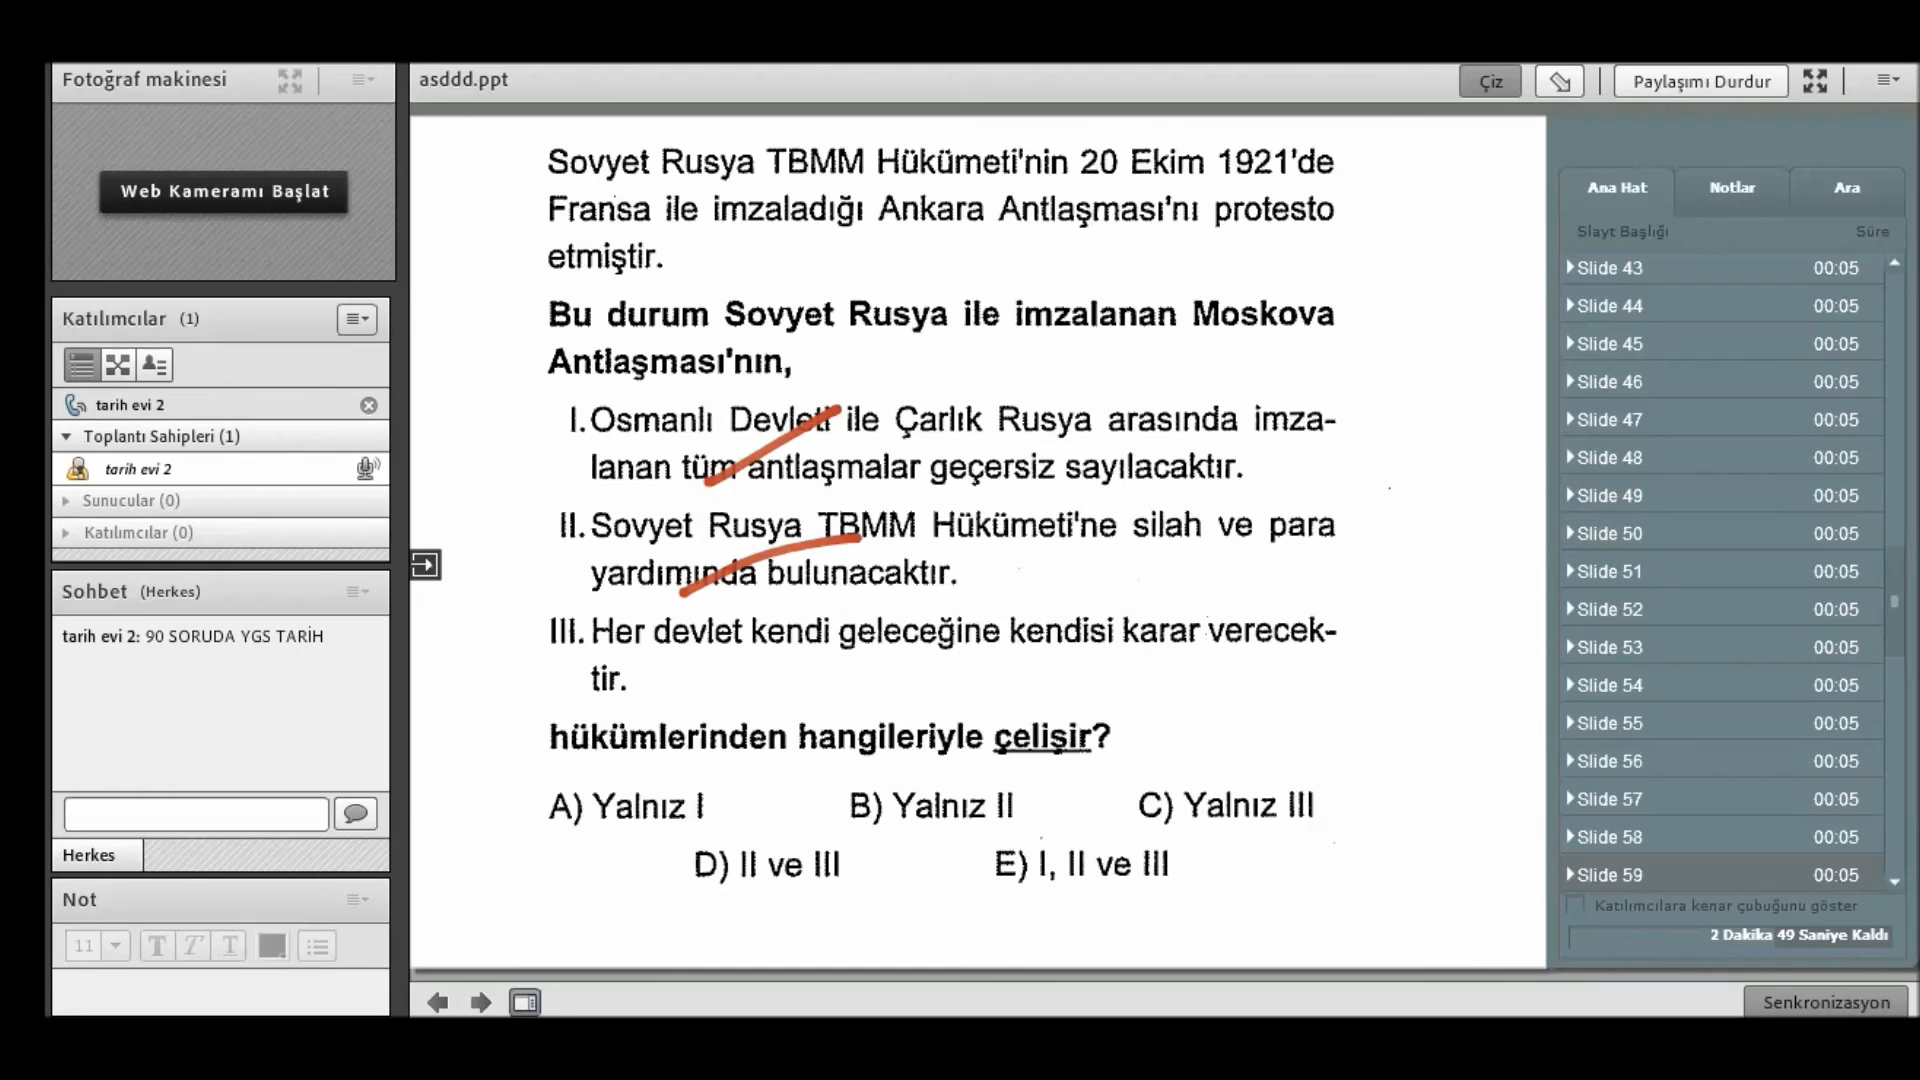 Fotoğraf makinesi
asddd.ppt
Çiz
Paylaşımı Durdur
Web Kameramı Başlat
Katılımcılar (1)
tarih evi 2
Toplantı Sahipleri (1)
tarih evi 2
Sunucular (0)
Katılımcılar (0)
Sohbet (Herkes)
tarih evi 2: 90 SORUDA YGS TARİH
Herkes
Not
11
T T T
Sovyet Rusya TBMM Hükümeti'nin 20 Ekim 1921'de
Fransa ile imzaladığı Ankara Antlaşması'nı protesto
etmiştir.
Bu durum Sovyet Rusya ile imzalanan Moskova
Antlaşması'nın,
I. Osmanlı Devleti ile Çarlık Rusya arasında imza-
lanan tüm antlaşmalar geçersiz sayılacaktır.
II. Sovyet Rusya TBMM Hükümeti'ne silah ve para
yardımında bulunacaktır.
III. Her devlet kendi geleceğine kendisi karar verecek-
tir.
hükümlerinden hangileriyle çelişir?
A) Yalnız I B) Yalnız II C) Yalnız III
D) II ve III E) I, II ve III
Ana Hat Notlar Ara
Slayt Başlığı Süre
Slide 43 00:05
Slide 44 00:05
Slide 45 00:05
Slide 46 00:05
Slide 47 00:05
Slide 48 00:05
Slide 49 00:05
Slide 50 00:05
Slide 51 00:05
Slide 52 00:05
Slide 53 00:05
Slide 54 00:05
Slide 55 00:05
Slide 56 00:05
Slide 57 00:05
Slide 58 00:05
Slide 59 00:05
Katılımcılara kenar çubuğunu göster
2 Dakika 49 Saniye Kaldı
Senkronizasyon